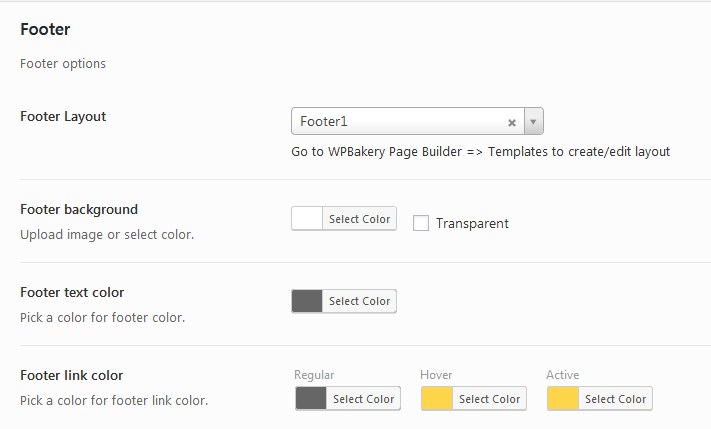 Footer
Footer options
Footer Layout
Footer1
Go to WPBakery Page Builder => Templates to create/edit layout
Footer background
Upload image or select color.
Select Color
Transparent
Footer text color
Pick a color for footer color.
Select Color
Footer link color
Pick a color for footer link color.
Regular Hover Active
Select Color Select Color Select Color